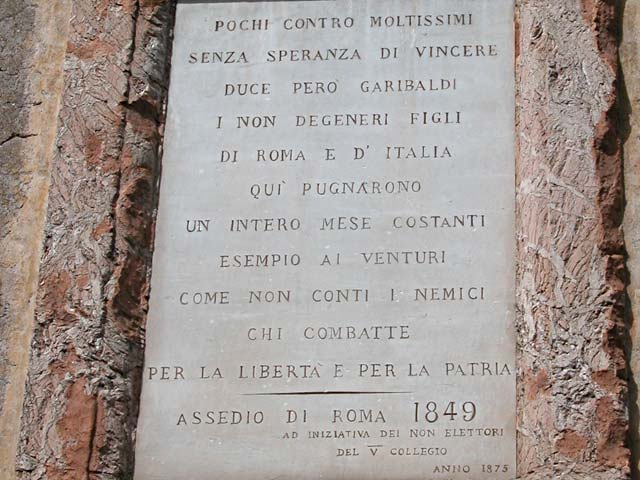 POCHI CONTRO MOLTISSIMI
SENZA SPERANZA DI VINCERE
DUCE PERÒ GARIBALDI
I NON DEGENERI FIGLI
DI ROMA E D' ITALIA
QUÌ PUGNARONO
UN INTERO MESE COSTANTI
ESEMPIO AI VENTURI
COME NON CONTI I NEMICI
CHI COMBATTE
PER LA LIBERTÀ E PER LA PATRIA
ASSEDIO DI ROMA 1849
AD INIZIATIVA DEI NON ELETTORI
DEL V COLLEGIO
ANNO 1875